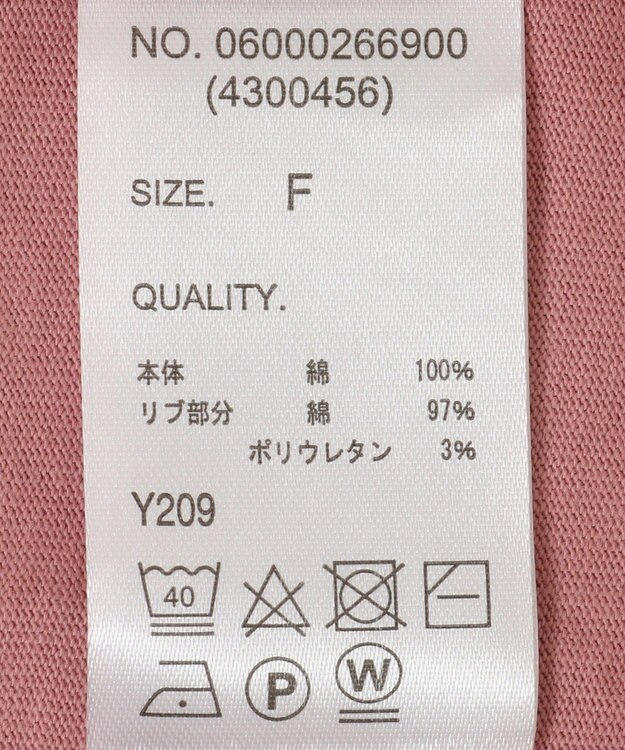 NO. 06000266900
(4300456)
SIZE. F
QUALITY.
本体 綿 100%
リブ部分 綿 97%
ポリウレタン 3%
Y209
40
P W